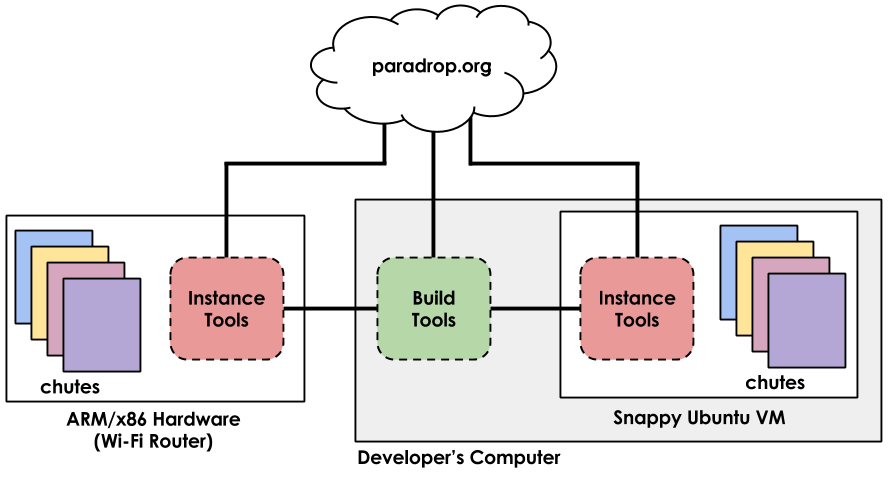 paradrop.org
Instance
Tools
Build
Tools
Instance
Tools
chutes
chutes
ARM/x86 Hardware
(Wi-Fi Router)
Snappy Ubuntu VM
Developer's Computer